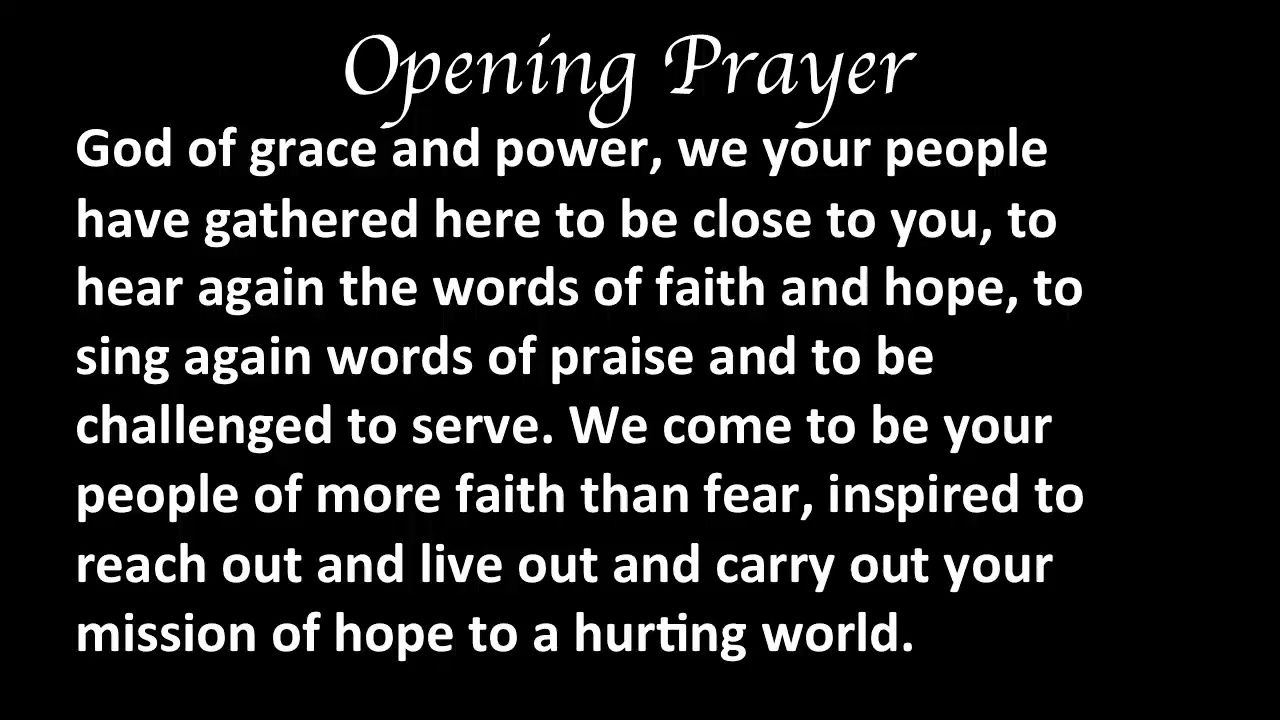 Opening Prayer
God of grace and power, we your people
have gathered here to be close to you, to
hear again the words of faith and hope, to
sing again words of praise and to be
challenged to serve. We come to be your
people of more faith than fear, inspired to
reach out and live out and carry out your
mission of hope to a hurting world.